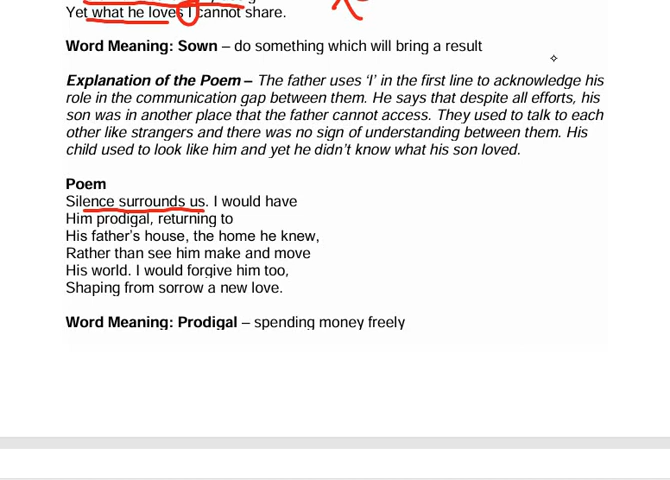 Yet what he loves I cannot share.
Word Meaning: Sown – do something which will bring a result
Explanation of the Poem – The father uses ‘I’ in the first line to acknowledge his
role in the communication gap between them. He says that despite all efforts, his
son was in another place that the father cannot access. They used to talk to each
other like strangers and there was no sign of understanding between them. His
child used to look like him and yet he didn’t know what his son loved.
Poem
Silence surrounds us. I would have
Him prodigal, returning to
His father’s house, the home he knew,
Rather than see him make and move
His world. I would forgive him too,
Shaping from sorrow a new love.
Word Meaning: Prodigal – spending money freely